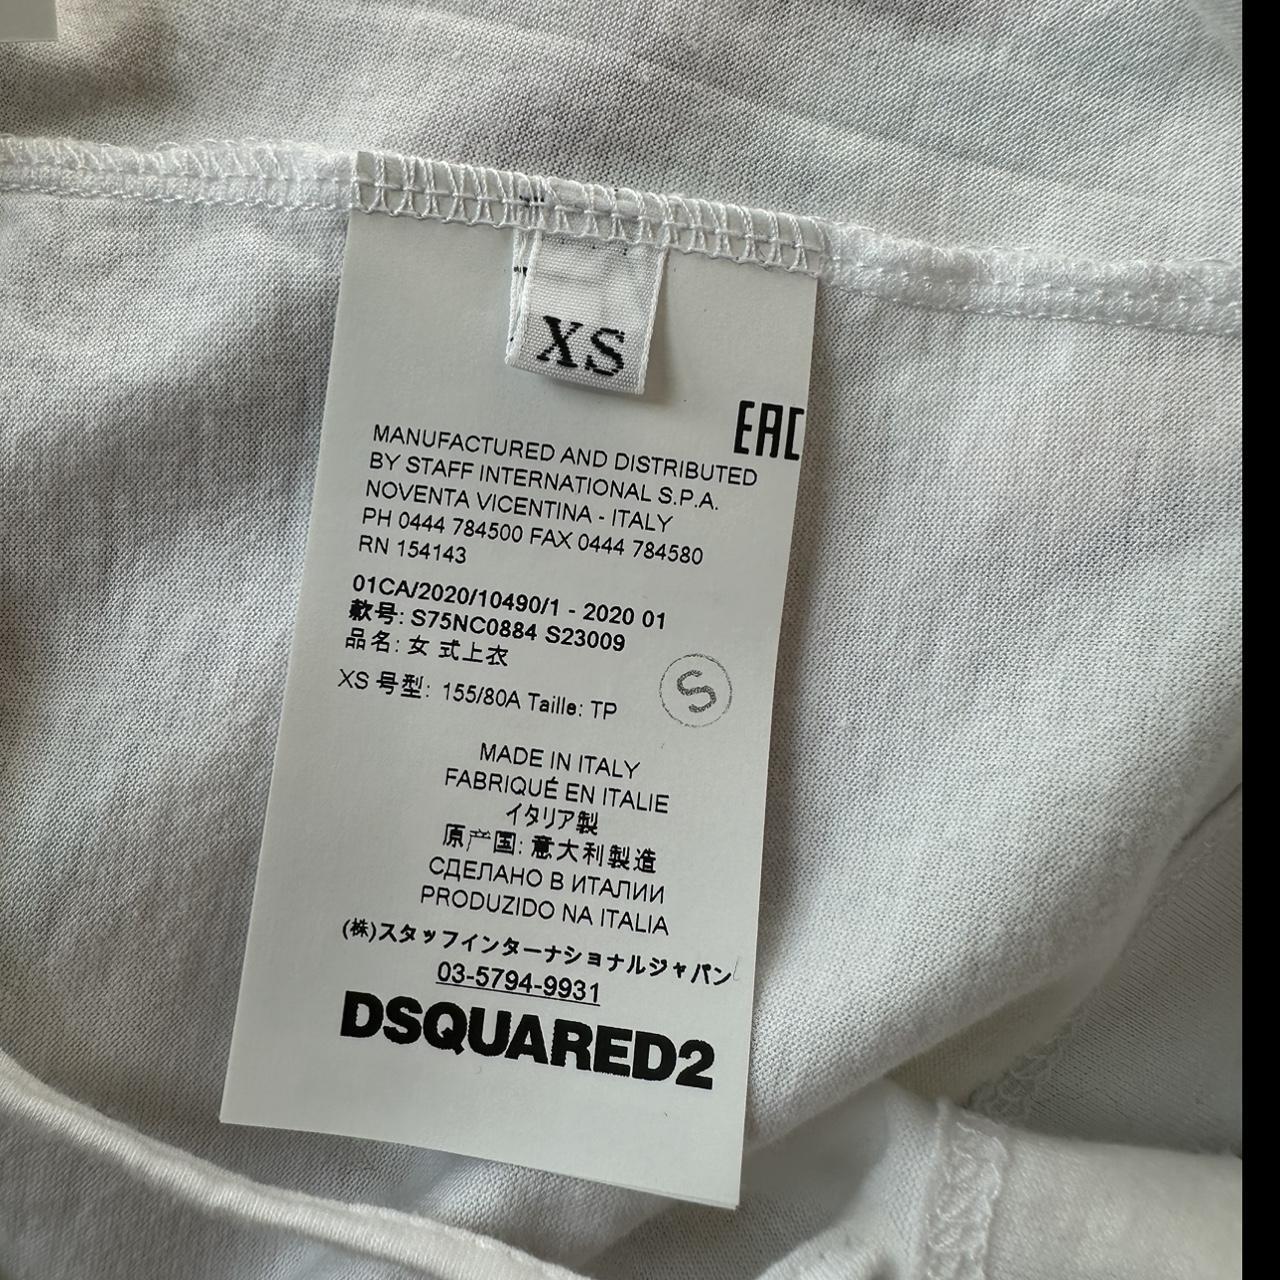 XS
EAC
MANUFACTURED AND DISTRIBUTED
BY STAFF INTERNATIONAL S.P.A.
NOVENTA VICENTINA - ITALY
PH 0444 784500 FAX 0444 784580
RN 154143
01CA/2020/10490/1 - 2020 01
款号: S75NC0884 S23009
品名: 女 式上衣
XS 号型: 155/80A Taille: TP
S
MADE IN ITALY
FABRIQUÉ EN ITALIE
イタリア製
原产国: 意大利製造
СДЕЛАНО В ИТАЛИИ
PRODUZIDO NA ITALIA
(株)スタッフインターナショナルジャパン
03-5794-9931
DSQUARED2